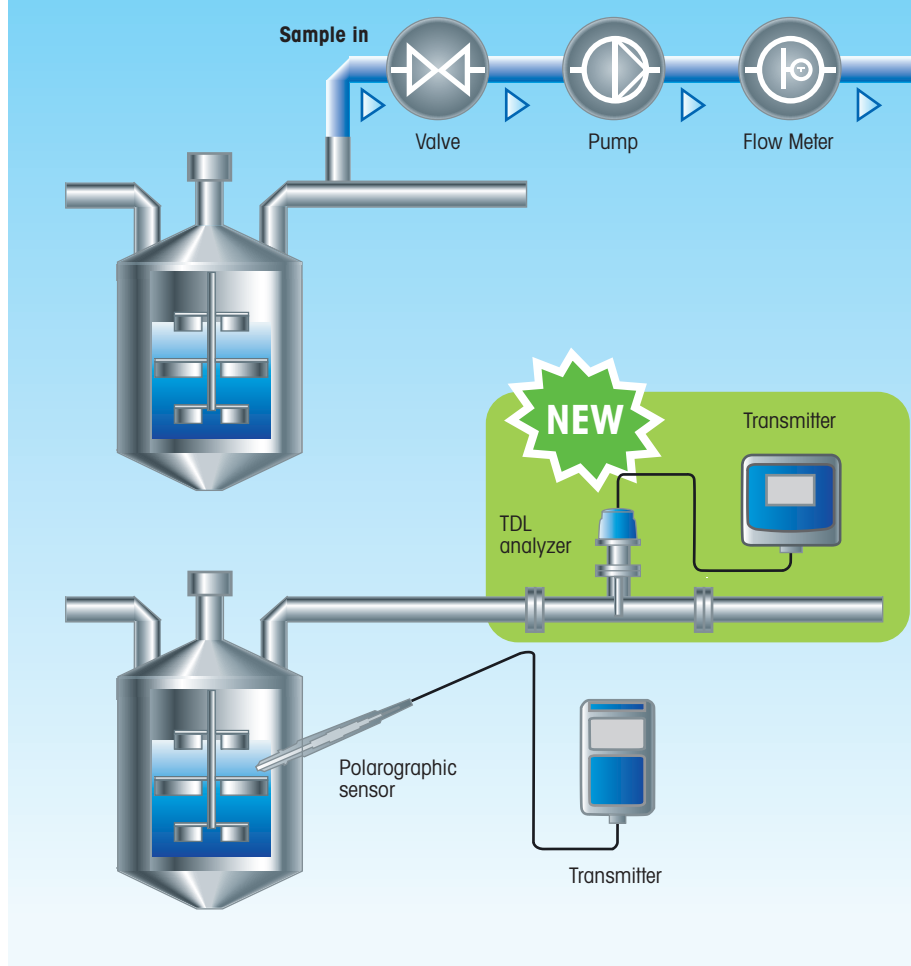 Sample in
Valve
Pump
Flow Meter
NEW
Transmitter
TDL
analyzer
Polarographic
sensor
Transmitter